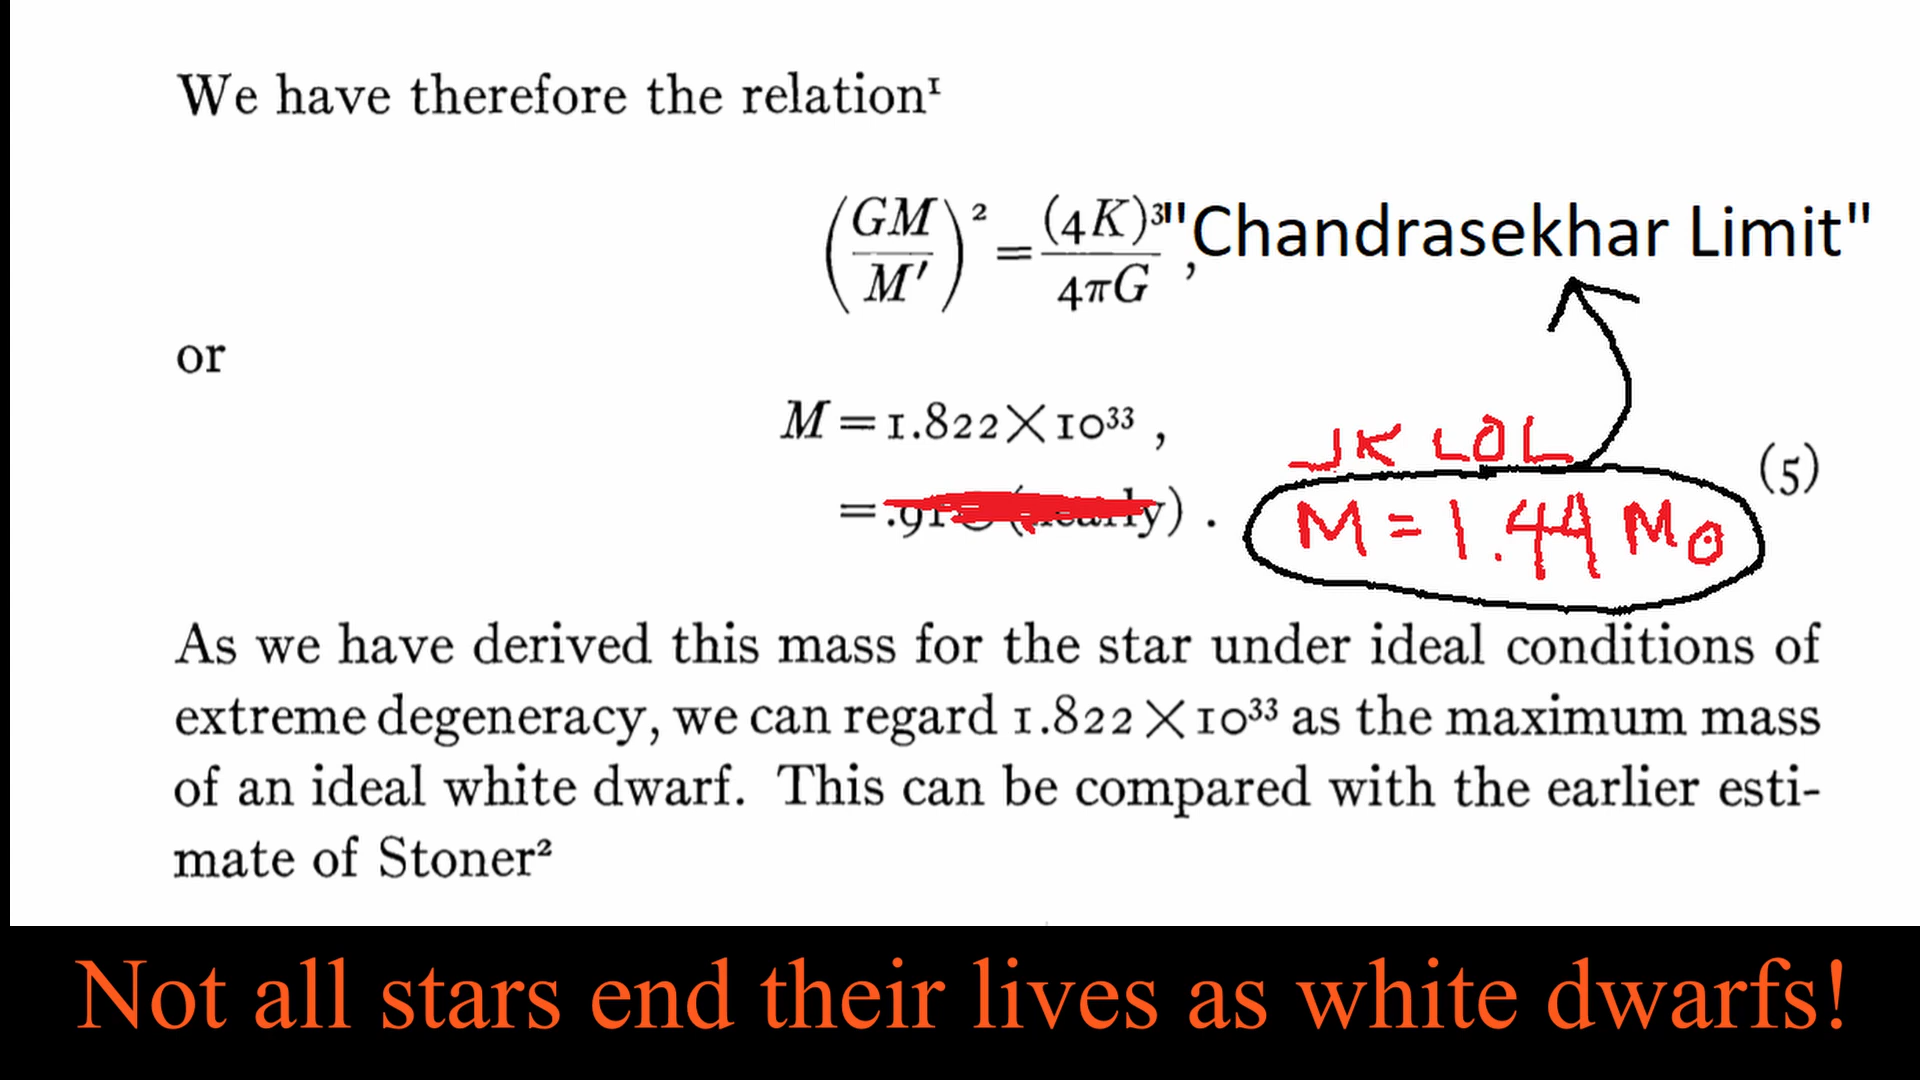 We have therefore the relation¹
(GM/M′)² = (4K)³/4πG ,
"Chandrasekhar Limit"
or
M = 1.822×10³³ ,
= .91
JK LOL
M = 1.44 M☉
(5)
As we have derived this mass for the star under ideal conditions of
extreme degeneracy, we can regard 1.822×10³³ as the maximum mass
of an ideal white dwarf. This can be compared with the earlier esti-
mate of Stoner²
Not all stars end their lives as white dwarfs!